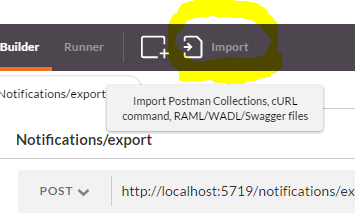 Builder Runner Import
Notifications/export
Import Postman Collections, cURL
command, RAML/WADL/Swagger files
Notifications/export
POST http://localhost:5719/notifications/ex